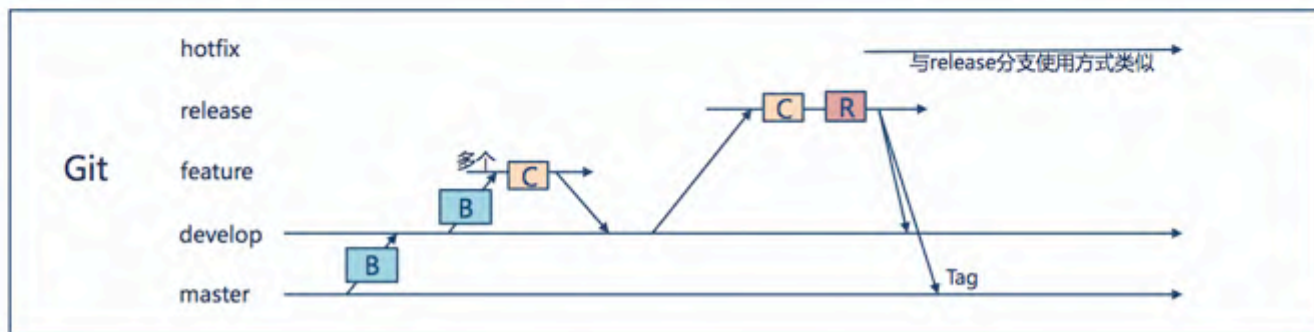 hotfix
与release分支使用方式类似
release
C
R
Git
feature
多个
C
B
develop
B
master
Tag